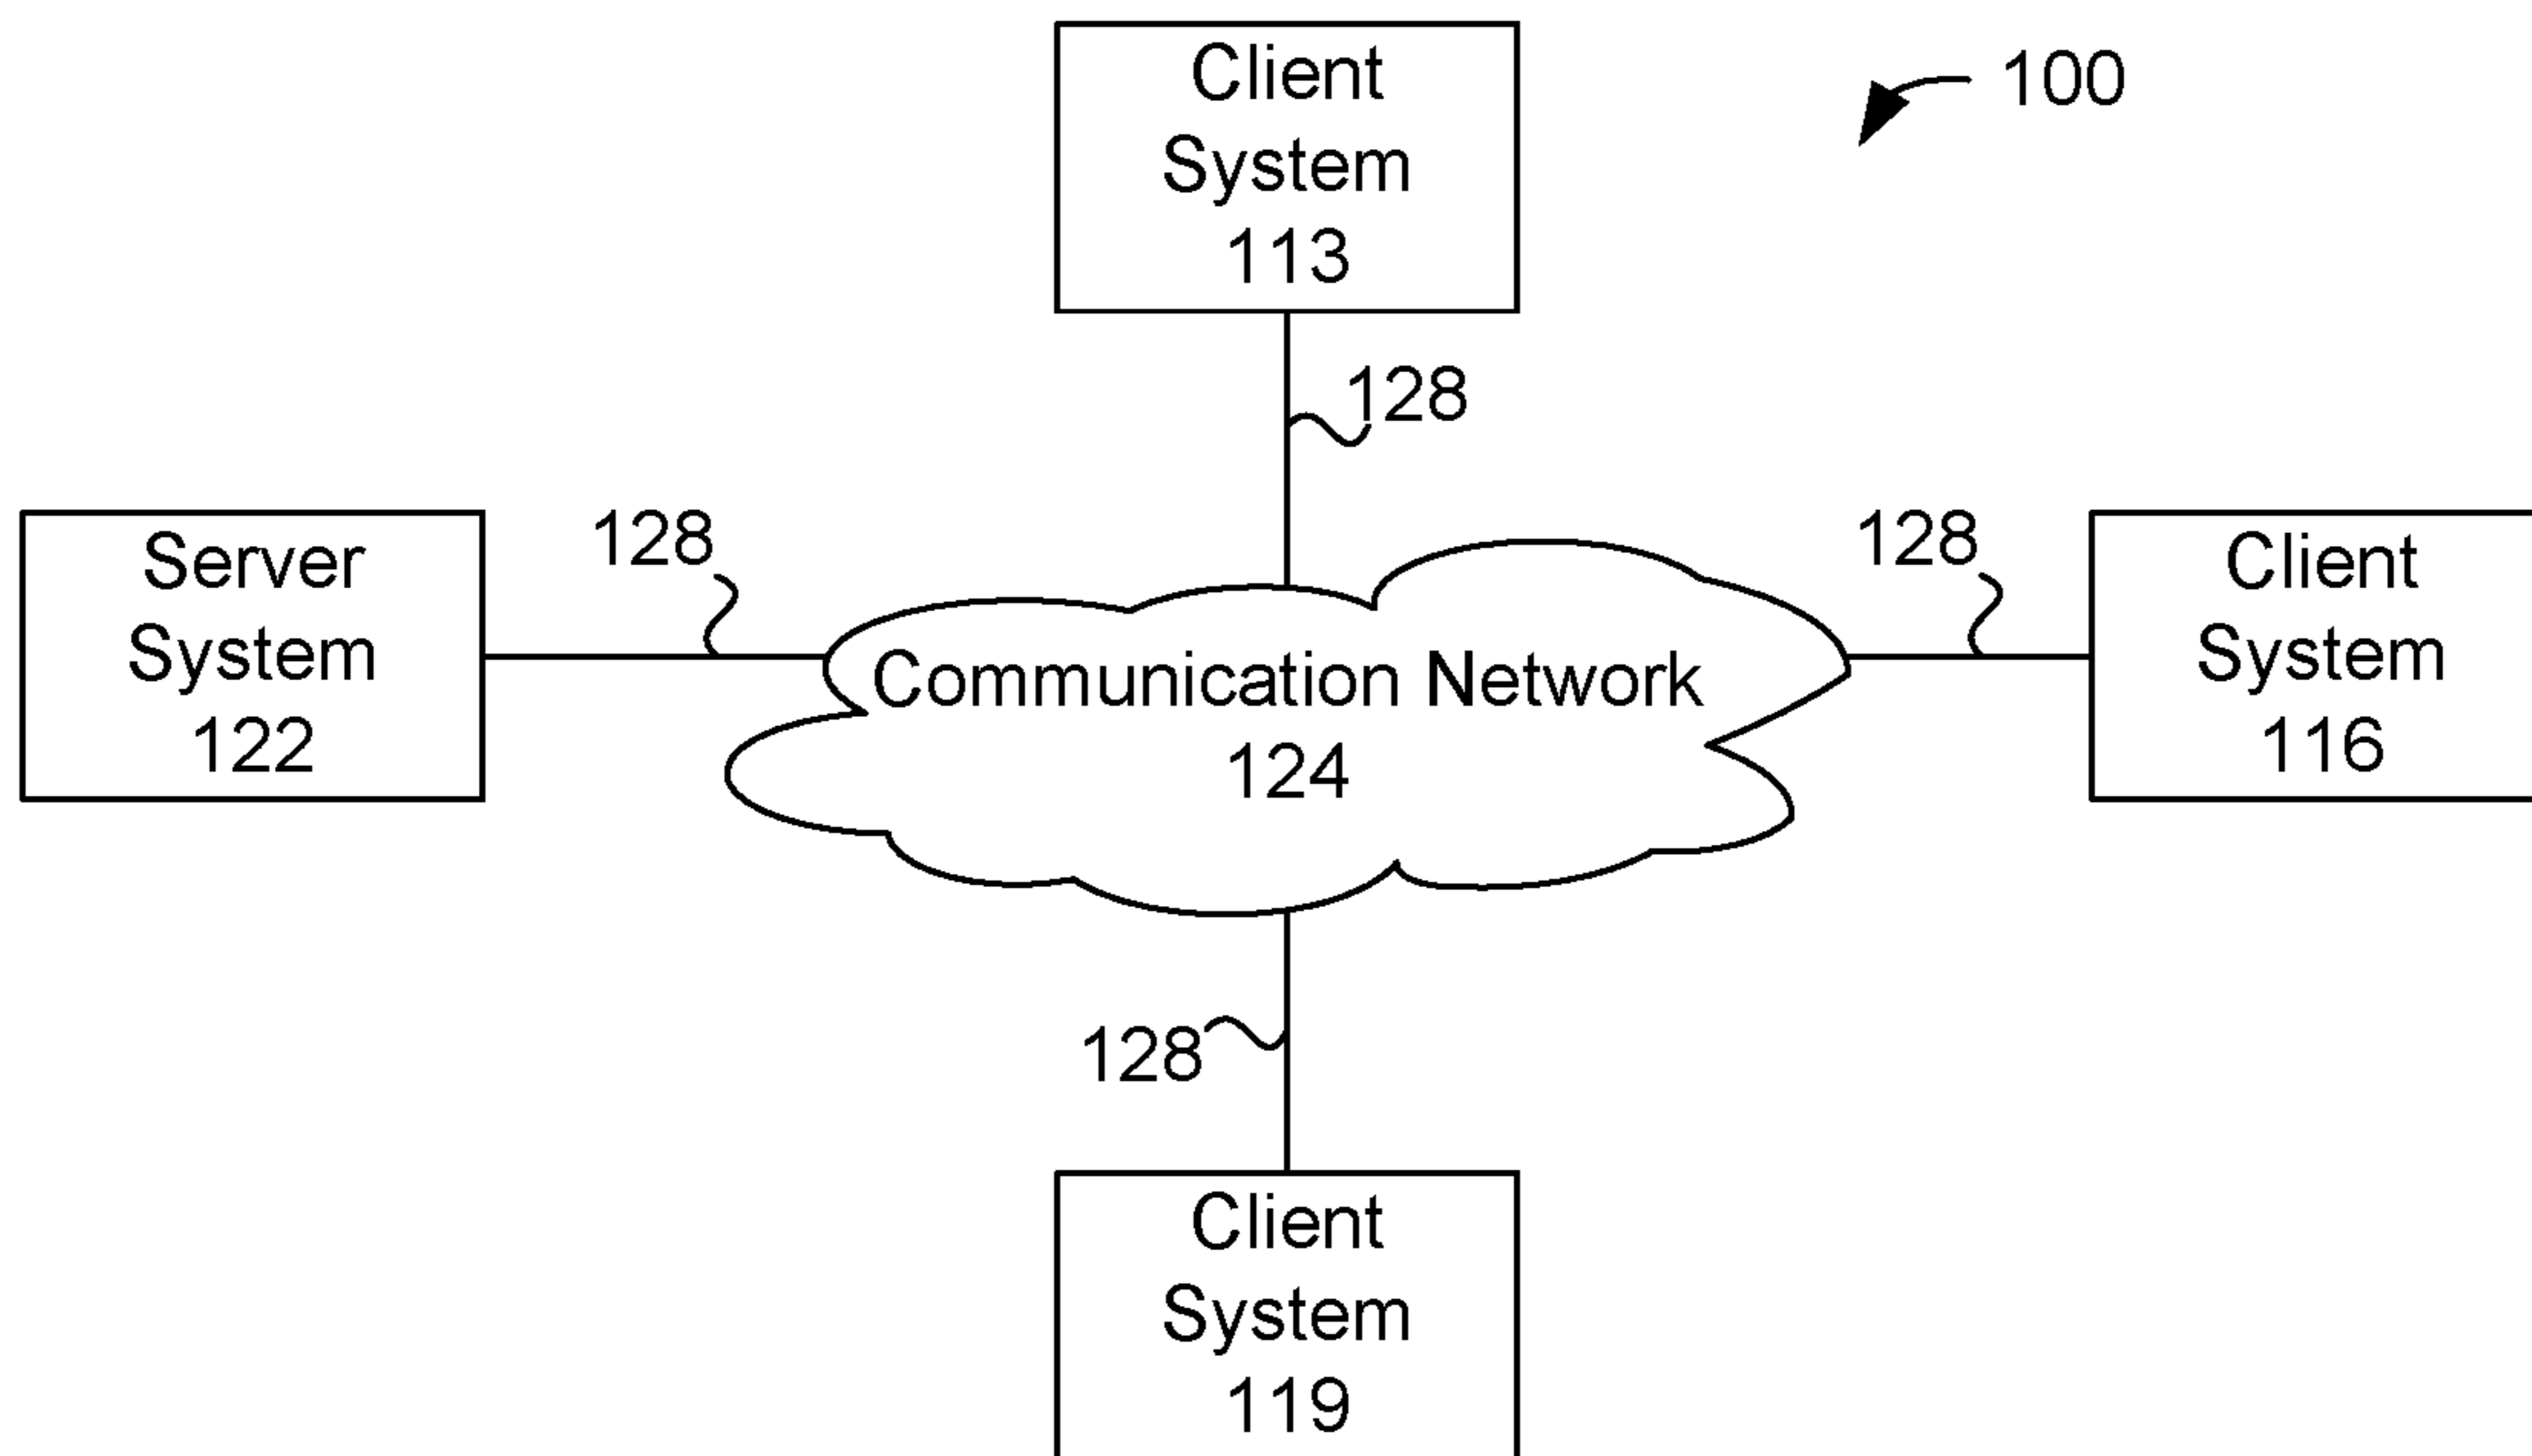 Client
System
113
100
128
Server
System
122
128
128
Client
System
116
Communication Network
124
128
Client
System
119